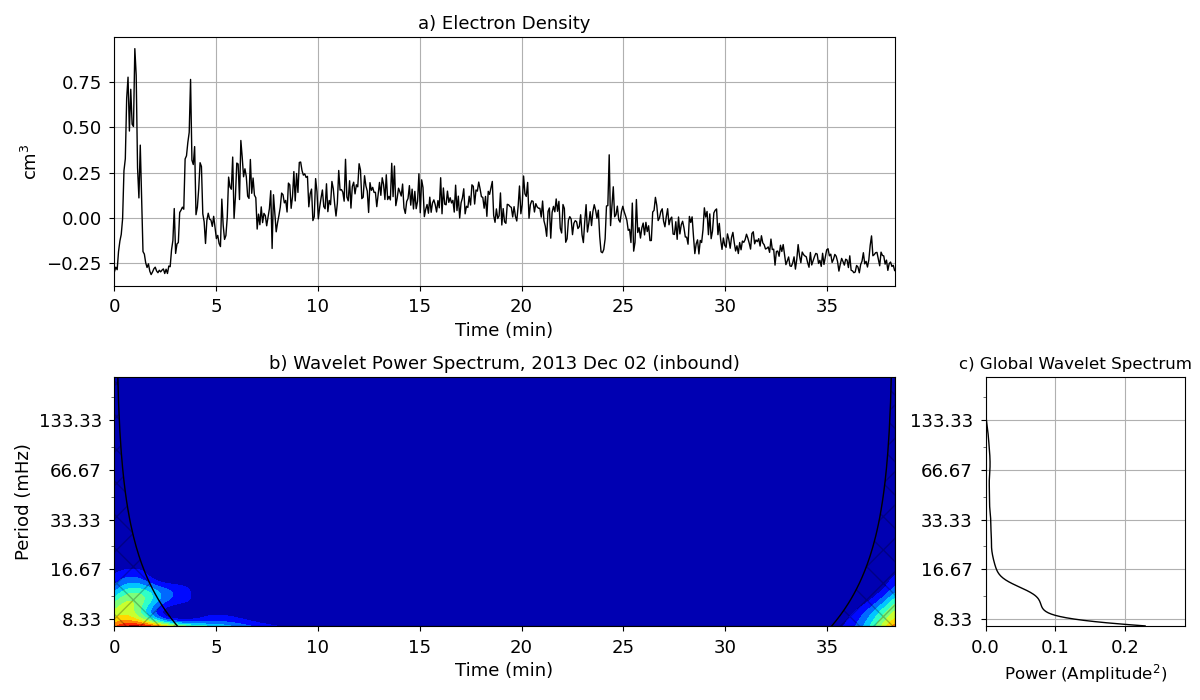 a) Electron Density
cm³
0.75
0.50
0.25
0.00
−0.25
0 5 10 15 20 25 30 35
Time (min)
b) Wavelet Power Spectrum, 2013 Dec 02 (inbound)
Period (mHz)
133.33
66.67
33.33
16.67
8.33
0 5 10 15 20 25 30 35
Time (min)
c) Global Wavelet Spectrum
133.33
66.67
33.33
16.67
8.33
0.0 0.1 0.2
Power (Amplitude²)